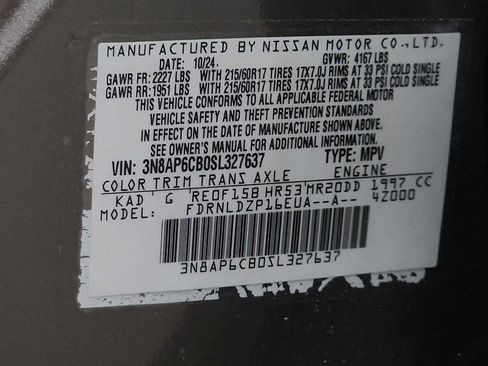 MANUFACTURED BY NISSAN MOTOR CO.,LTD.
DATE: 10/24. GVWR: 4167 LBS
GAWR FR: 2227 LBS WITH 215/60R17 TIRES 17X7.0J RIMS AT 33 PSI COLD SINGLE
GAWR RR: 1951 LBS WITH 215/60R17 TIRES 17X7.0J RIMS AT 33 PSI COLD SINGLE
THIS VEHICLE CONFORMS TO ALL APPLICABLE FEDERAL MOTOR
VEHICLE SAFETY AND THEFT PREVENTION STANDARDS
IN EFFECT ON THE DATE OF MANUFACTURE SHOWN ABOVE.
SEE OWNER'S MANUAL FOR ADDITIONAL INFORMATION.
VIN: 3N8AP6CB0SL327637 TYPE: MPV
COLOR TRIM TRANS AXLE ENGINE
KAD G RE0F15B HR53 MR20DD 1997 CC
MODEL: FDRNLDZP16EUA--A-- 4Z000
3N8AP6CB0SL327637